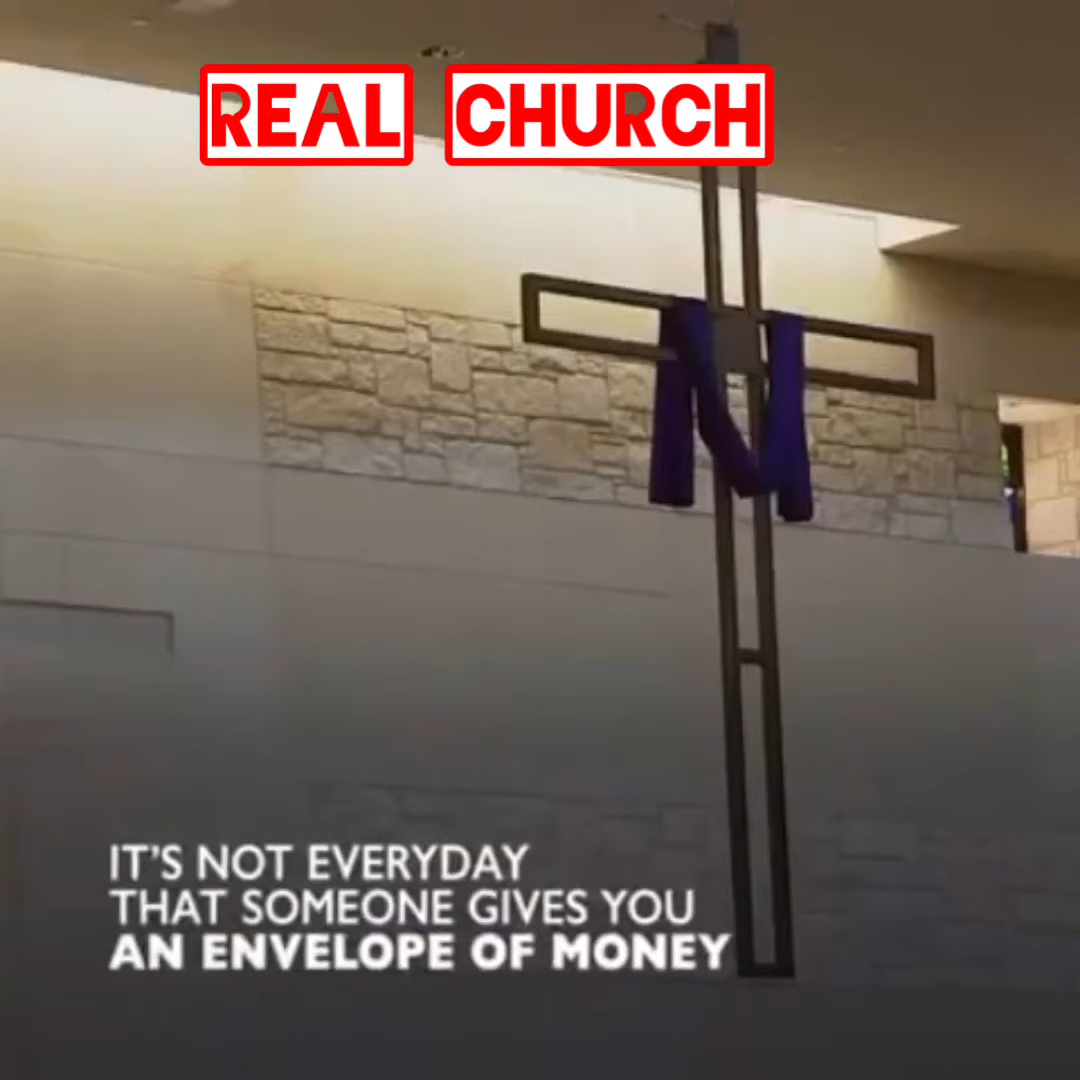 REAL CHURCH
IT'S NOT EVERYDAY
THAT SOMEONE GIVES YOU
AN ENVELOPE OF MONEY